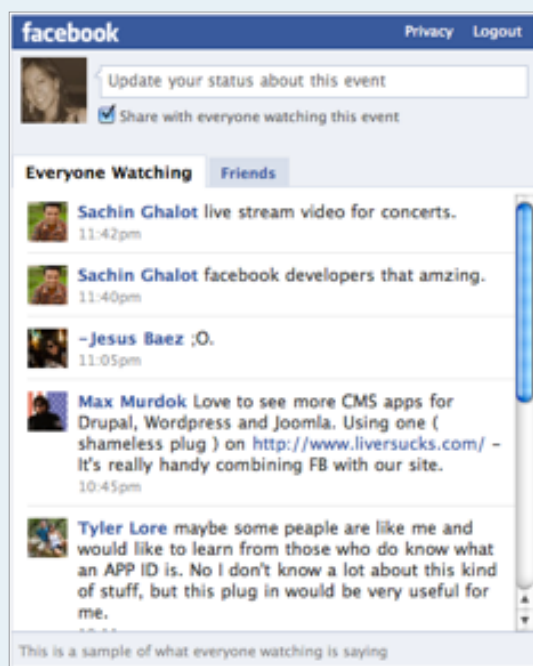 facebook
Privacy Logout
Update your status about this event
Share with everyone watching this event
Everyone Watching Friends
Sachin Ghalot live stream video for concerts.
11:42pm
Sachin Ghalot facebook developers that amzing.
11:40pm
-Jesus Baez ;O.
11:05pm
Max Murdok Love to see more CMS apps for
Drupal, Wordpress and Joomla. Using one (
shameless plug ) on http://www.liversucks.com/ -
It's really handy combining FB with our site.
10:45pm
Tyler Lore maybe some peaple are like me and
would like to learn from those who do know what
an APP ID is. No I don't know a lot about this kind
of stuff, but this plug in would be very useful for
me.
This is a sample of what everyone watching is saying